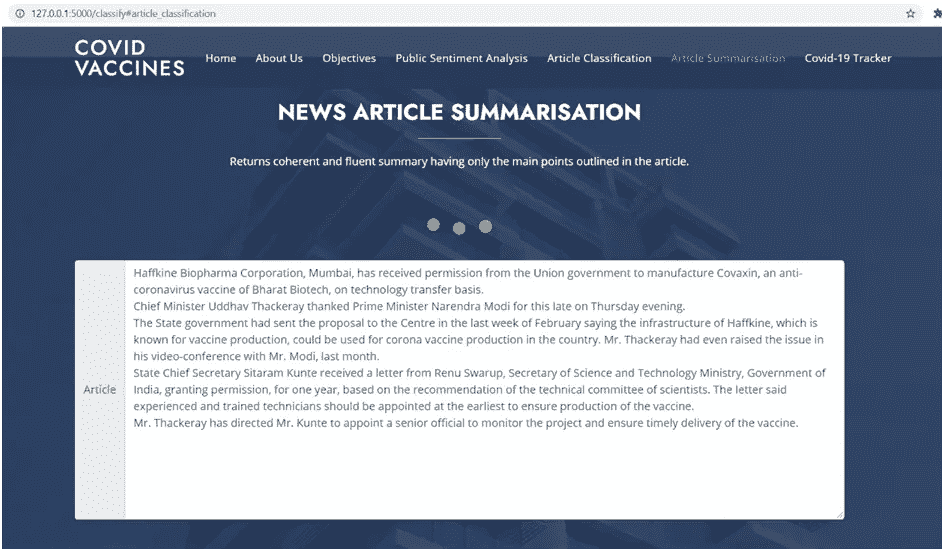 127.0.0.1:5000/classify#article_classification
COVID
VACCINES
Home About Us Objectives Public Sentiment Analysis Article Classification Article Summarisation Covid-19 Tracker
NEWS ARTICLE SUMMARISATION
Returns coherent and fluent summary having only the main points outlined in the article.
Article
Haffkine Biopharma Corporation, Mumbai, has received permission from the Union government to manufacture Covaxin, an anti-
coronavirus vaccine of Bharat Biotech, on technology transfer basis.
Chief Minister Uddhav Thackeray thanked Prime Minister Narendra Modi for this late on Thursday evening.
The State government had sent the proposal to the Centre in the last week of February saying the infrastructure of Haffkine, which is
known for vaccine production, could be used for corona vaccine production in the country. Mr. Thackeray had even raised the issue in
his video-conference with Mr. Modi, last month.
State Chief Secretary Sitaram Kunte received a letter from Renu Swarup, Secretary of Science and Technology Ministry, Government of
India, granting permission, for one year, based on the recommendation of the technical committee of scientists. The letter said
experienced and trained technicians should be appointed at the earliest to ensure production of the vaccine.
Mr. Thackeray has directed Mr. Kunte to appoint a senior official to monitor the project and ensure timely delivery of the vaccine.